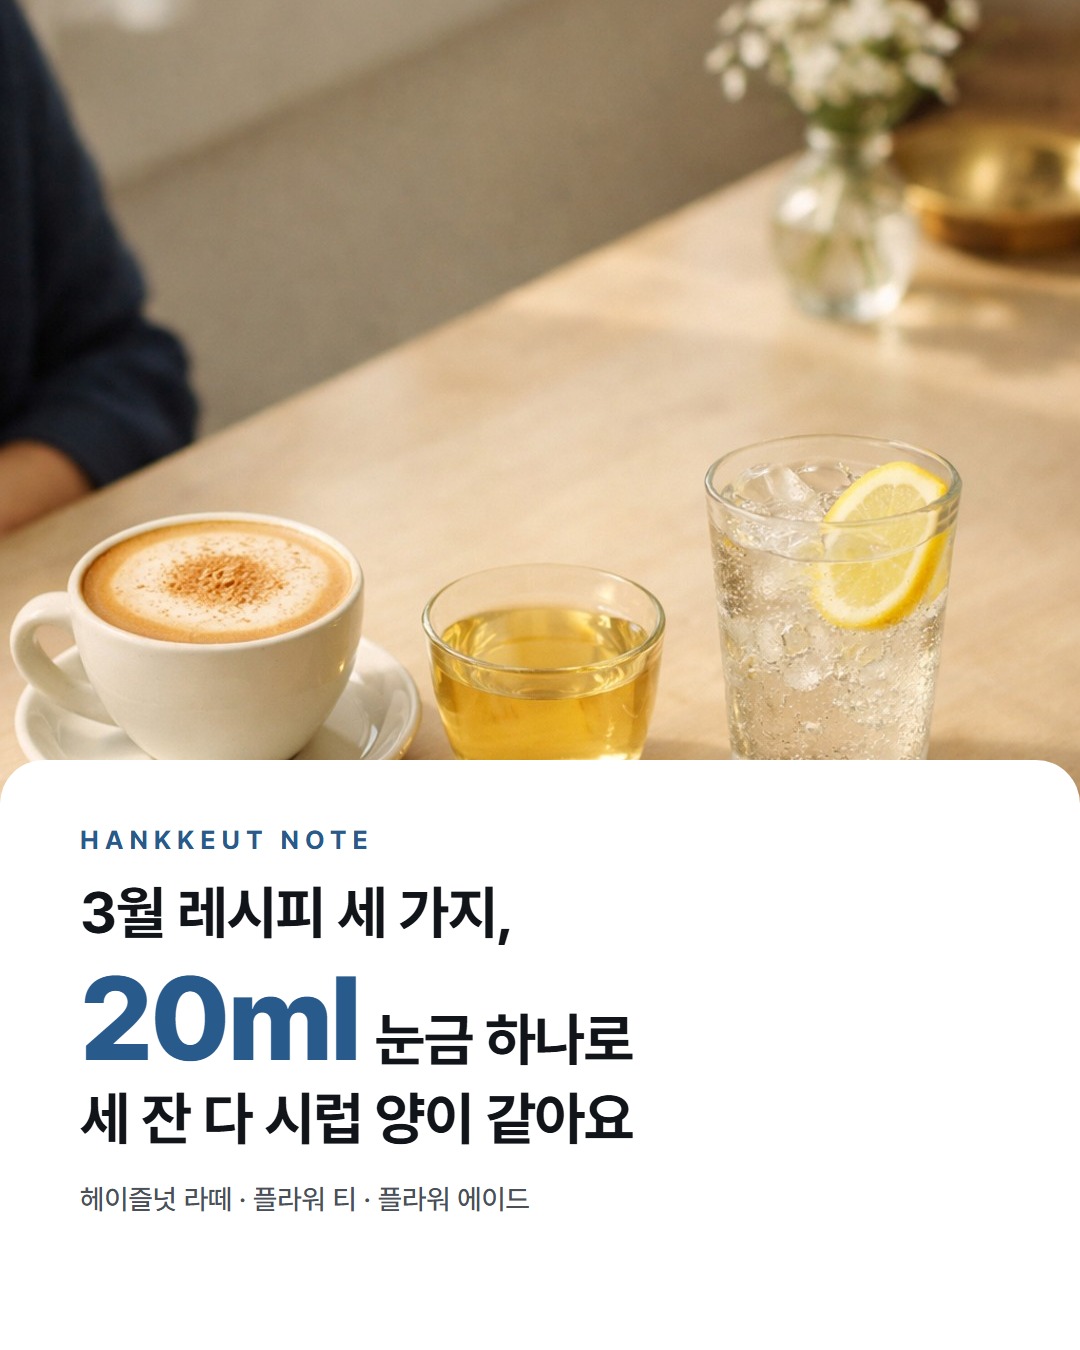 HANKKEUT NOTE
3월 레시피 세 가지,
20ml 눈금 하나로
세 잔 다 시럽 양이 같아요
헤이즐넛 라떼 · 플라워 티 · 플라워 에이드